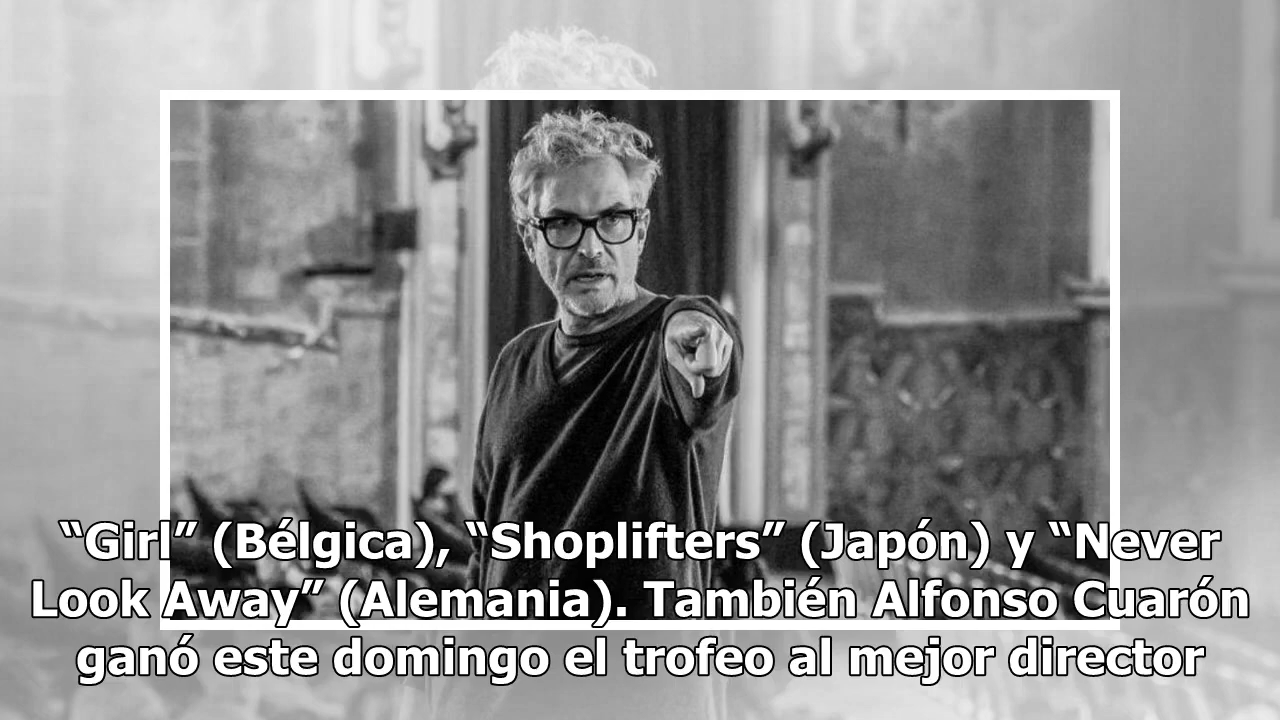 “Girl” (Bélgica), “Shoplifters” (Japón) y “Never
Look Away” (Alemania). También Alfonso Cuarón
ganó este domingo el trofeo al mejor director